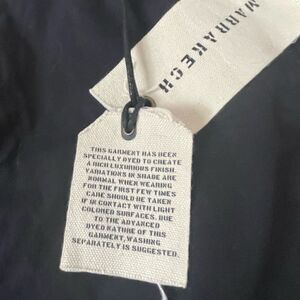 MARRAKECH
THIS GARMENT HAS BEEN
SPECIALLY DYED TO CREATE
A RICH LUXURIOUS FINISH.
VARIATIONS IN SHADE ARE
NORMAL WHEN WEARING
FOR THE FIRST FEW TIMES
CARE SHOULD BE TAKEN
IF IN CONTACT WITH LIGHT
COLORED SURFACES. DUE
TO THE ADVANCED
DYED NATURE OF THIS
GARMENT, WASHING
SEPARATELY IS SUGGESTED.